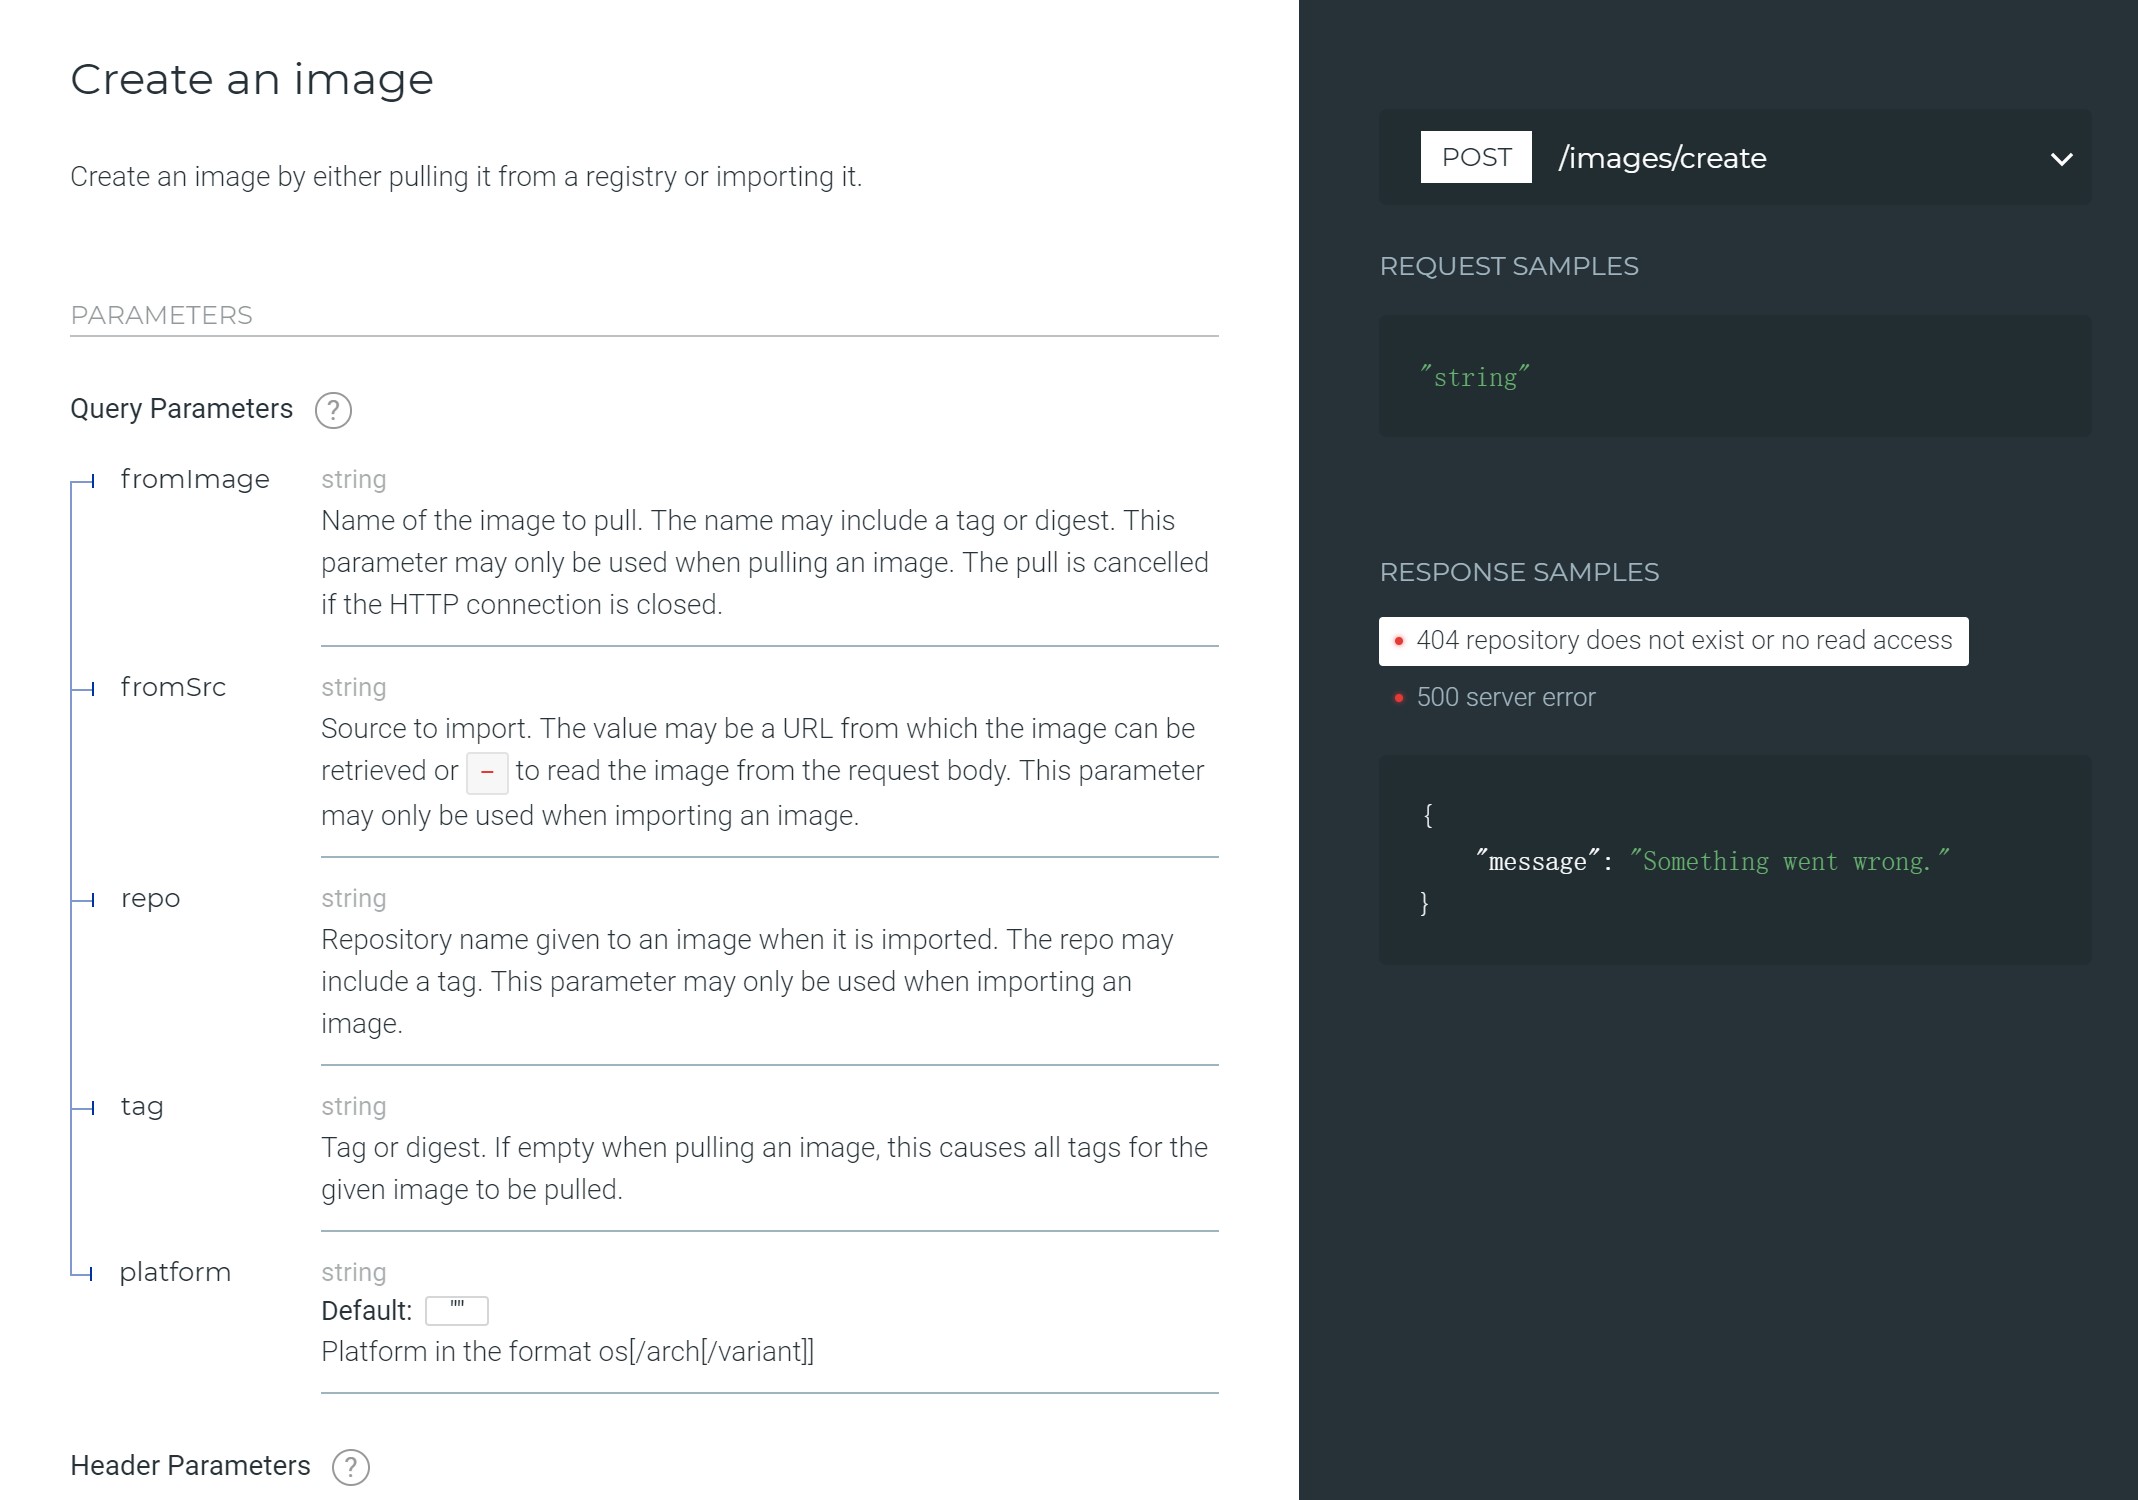 Create an image
Create an image by either pulling it from a registry or importing it.
PARAMETERS
Query Parameters ?
fromImage string
Name of the image to pull. The name may include a tag or digest. This
parameter may only be used when pulling an image. The pull is cancelled
if the HTTP connection is closed.
fromSrc string
Source to import. The value may be a URL from which the image can be
retrieved or - to read the image from the request body. This parameter
may only be used when importing an image.
repo string
Repository name given to an image when it is imported. The repo may
include a tag. This parameter may only be used when importing an
image.
tag string
Tag or digest. If empty when pulling an image, this causes all tags for the
given image to be pulled.
platform string
Default: ""
Platform in the format os[/arch[/variant]]
Header Parameters ?
POST /images/create
REQUEST SAMPLES
"string"
RESPONSE SAMPLES
404 repository does not exist or no read access
500 server error
{
"message": "Something went wrong."
}